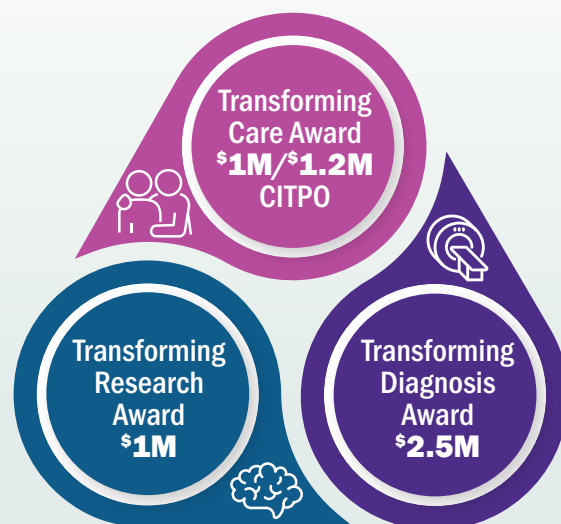 Transforming
Care Award
$1M/$1.2M
CITPO
Transforming
Research
Award
$1M
Transforming
Diagnosis
Award
$2.5M